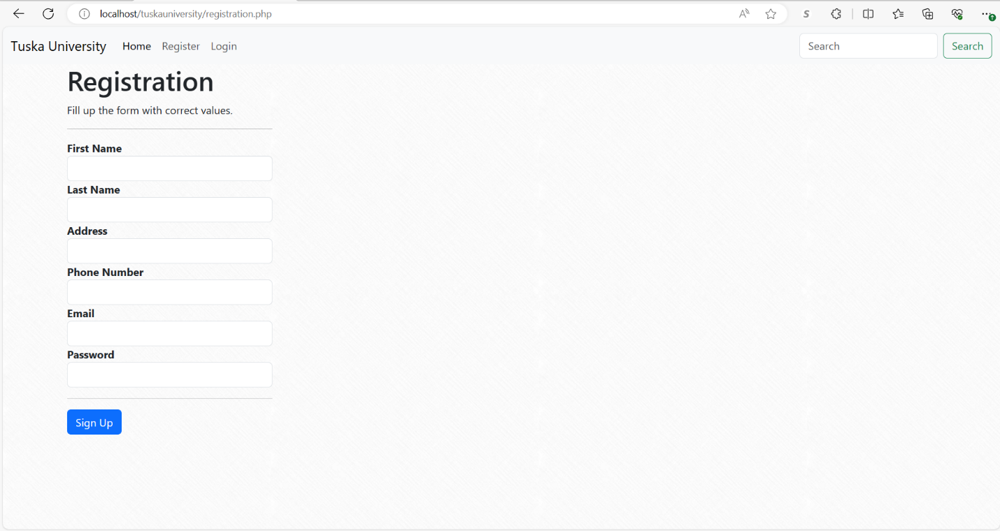 localhost/tuskauniversity/registration.php
Tuska University Home Register Login Search Search
Registration
Fill up the form with correct values.
First Name
Last Name
Address
Phone Number
Email
Password
Sign Up